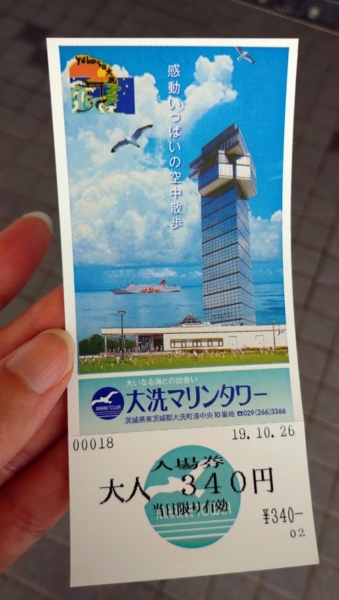 感動いっぱいの空中散歩
大いなる海との出会い
大洗マリンタワー
茨城県東茨城郡大洗町港中央10番地 ☎029(266)3366
00018 19.10.26
入場券
大人 340円
当日限り有効
¥340-
02